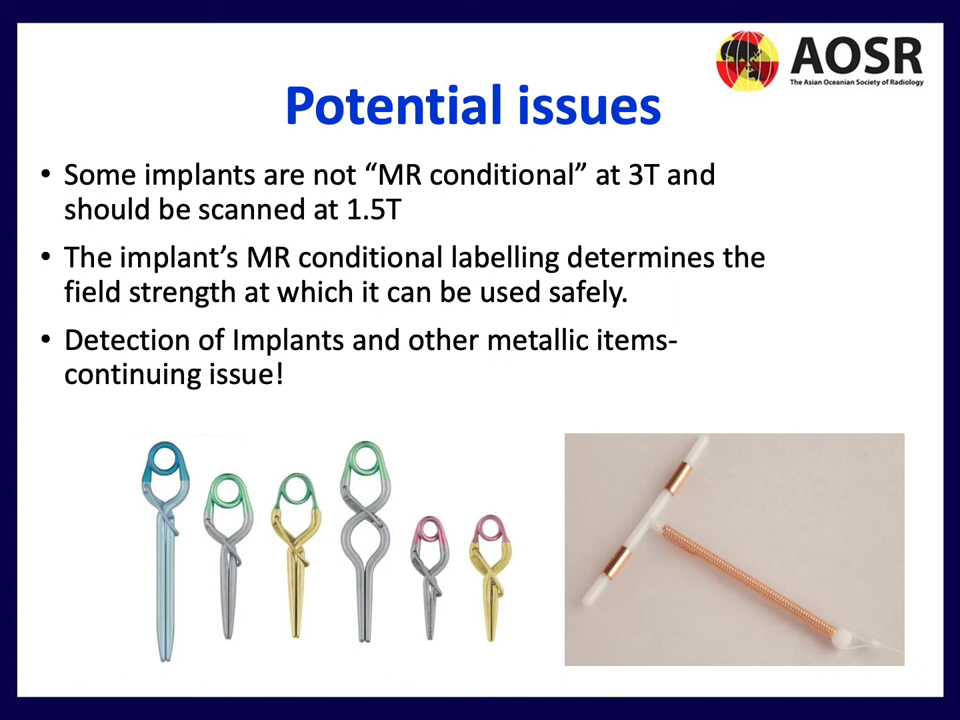 AOSR
The Asian Oceanian Society of Radiology
Potential issues
• Some implants are not “MR conditional” at 3T and
should be scanned at 1.5T
• The implant’s MR conditional labelling determines the
field strength at which it can be used safely.
• Detection of Implants and other metallic items-
continuing issue!